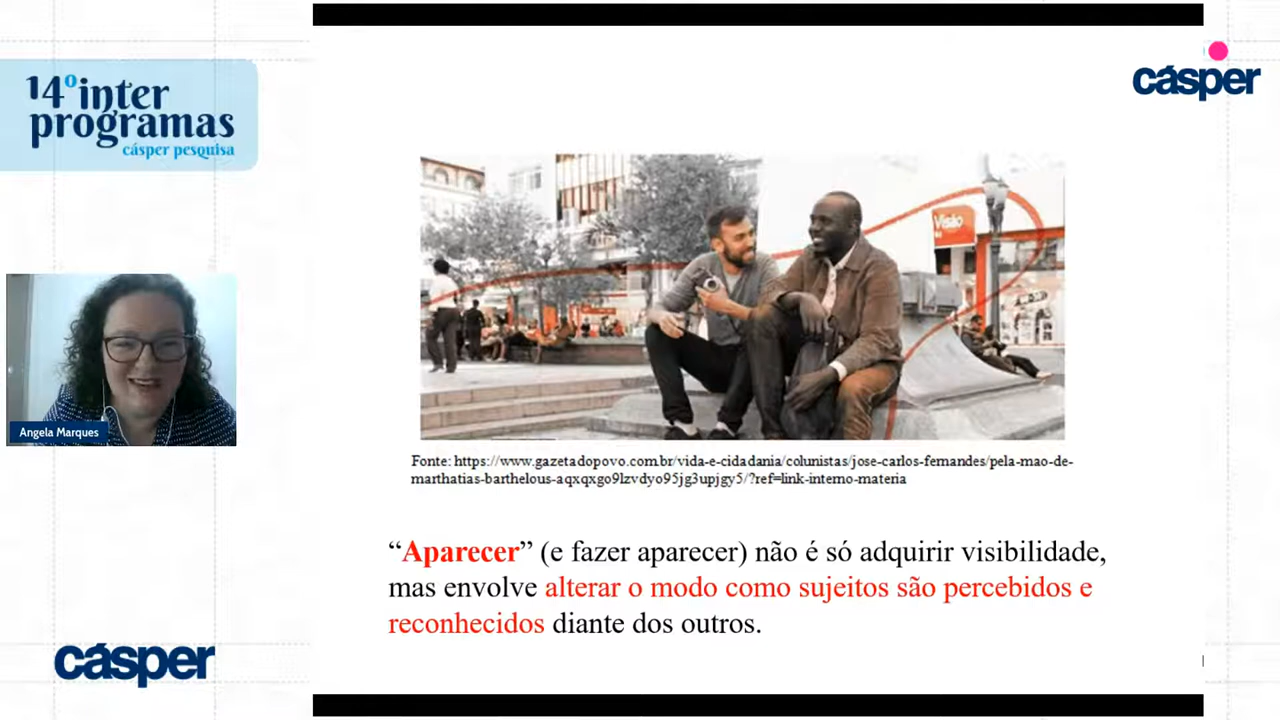 14º inter
programas
cásper pesquisa
cásper
Visão
Angela Marques
Fonte: https://www.gazetadopovo.com.br/vida-e-cidadania/colunistas/jose-carlos-fernandes/pela-mao-de-
marthatias-barthelous-aqxqxgo9lzvdyo95jg3upjgy5/?ref=link-interno-materia
“Aparecer” (e fazer aparecer) não é só adquirir visibilidade,
mas envolve alterar o modo como sujeitos são percebidos e
reconhecidos diante dos outros.
cásper